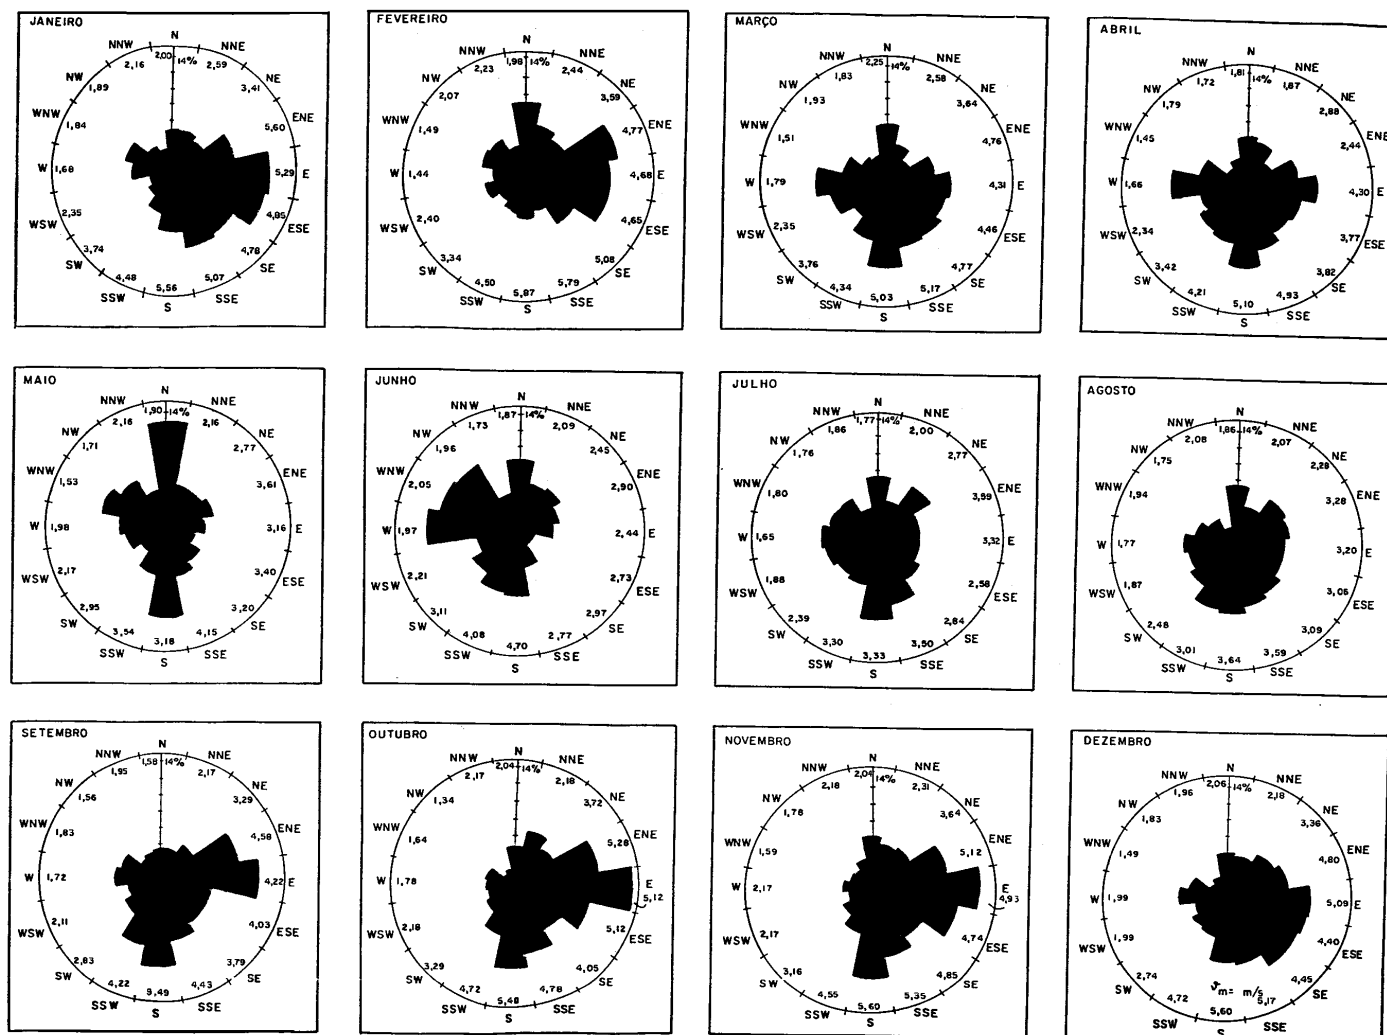 JANEIRO
N
NNW NNE
2,00 14%
2,16 2,59
NW NE
1,89 3,41
WNW ENE
1,84 5,60
W 1,68 5,29 E
2,35 4,85
WSW ESE
3,74 4,78
SW SE
4,48 5,07
SSW 5,56 SSE
S
FEVEREIRO
N
NNW NNE
1,98 14%
2,23 2,44
NW NE
2,07 3,59
WNW ENE
1,49 4,77
W 1,44 4,68 E
2,40 4,65
WSW ESE
3,34 5,08
SW SE
4,50 5,79
SSW 5,87 SSE
S
MARÇO
N
NNW NNE
2,25 14%
1,83 2,58
NW NE
1,93 3,64
WNW ENE
1,51 4,76
W 1,79 4,31 E
2,35 4,46
WSW ESE
3,76 4,77
SW SE
4,34 5,17
SSW 5,03 SSE
S
ABRIL
N
NNW NNE
1,81 14%
1,72 1,87
NW NE
1,79 2,88
WNW ENE
1,45 2,44
W 1,66 4,30 E
2,34 3,77
WSW ESE
3,42 3,82
SW SE
4,21 4,93
SSW 5,10 SSE
S
MAIO
N
NNW NNE
1,90 14%
2,16 2,16
NW NE
1,71 2,77
WNW ENE
1,53 3,61
W 1,98 3,16 E
2,17 3,40
WSW ESE
2,95 3,20
SW SE
3,54 4,15
SSW 3,18 SSE
S
JUNHO
N
NNW NNE
1,87 14%
1,73 2,09
NW NE
1,96 2,45
WNW ENE
2,05 2,90
W 1,97 2,44 E
2,21 2,73
WSW ESE
3,11 2,97
SW SE
4,08 2,77
SSW 4,70 SSE
S
JULHO
N
NNW NNE
1,77 14%
1,86 2,00
NW NE
1,76 2,77
WNW ENE
1,80 3,59
W 1,65 3,32 E
1,88 2,58
WSW ESE
2,39 2,84
SW SE
3,30 3,50
SSW 3,33 SSE
S
AGOSTO
N
NNW NNE
1,86 14%
2,08 2,07
NW NE
1,75 2,28
WNW ENE
1,94 3,28
W 1,77 3,20 E
1,87 3,06
WSW ESE
2,48 3,09
SW SE
3,01 3,59
SSW 3,64 SSE
S
SETEMBRO
N
NNW NNE
1,58 14%
1,95 2,17
NW NE
1,56 3,29
WNW ENE
1,83 4,58
W 1,72 4,22 E
2,11 4,03
WSW ESE
2,83 3,79
SW SE
4,22 4,43
SSW 5,49 SSE
S
OUTUBRO
N
NNW NNE
2,04 14%
2,17 2,18
NW NE
1,34 3,72
WNW ENE
1,64 5,28
W 1,78 E
5,12
2,18 5,12
WSW ESE
3,29 4,05
SW SE
4,72 4,78
SSW 5,48 SSE
S
NOVEMBRO
N
NNW NNE
2,04 14%
2,18 2,31
NW NE
1,78 3,64
WNW ENE
1,59 5,12
W 2,17 E
4,93
2,17 4,74
WSW ESE
3,16 4,85
SW SE
4,55 5,35
SSW 5,60 SSE
S
DEZEMBRO
N
NNW NNE
2,06 14%
1,96 2,18
NW NE
1,83 3,36
WNW ENE
1,49 4,80
W 1,99 5,09 E
1,99 4,40
WSW ESE
2,74 4,45
SW SE
m= m/s
4,72 5,17
SSW 5,60 SSE
S